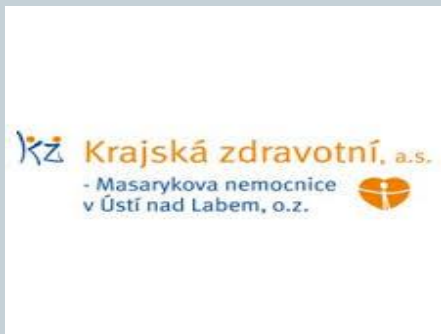 kz Krajská zdravotní, a.s.
- Masarykova nemocnice
v Ústí nad Labem, o.z.